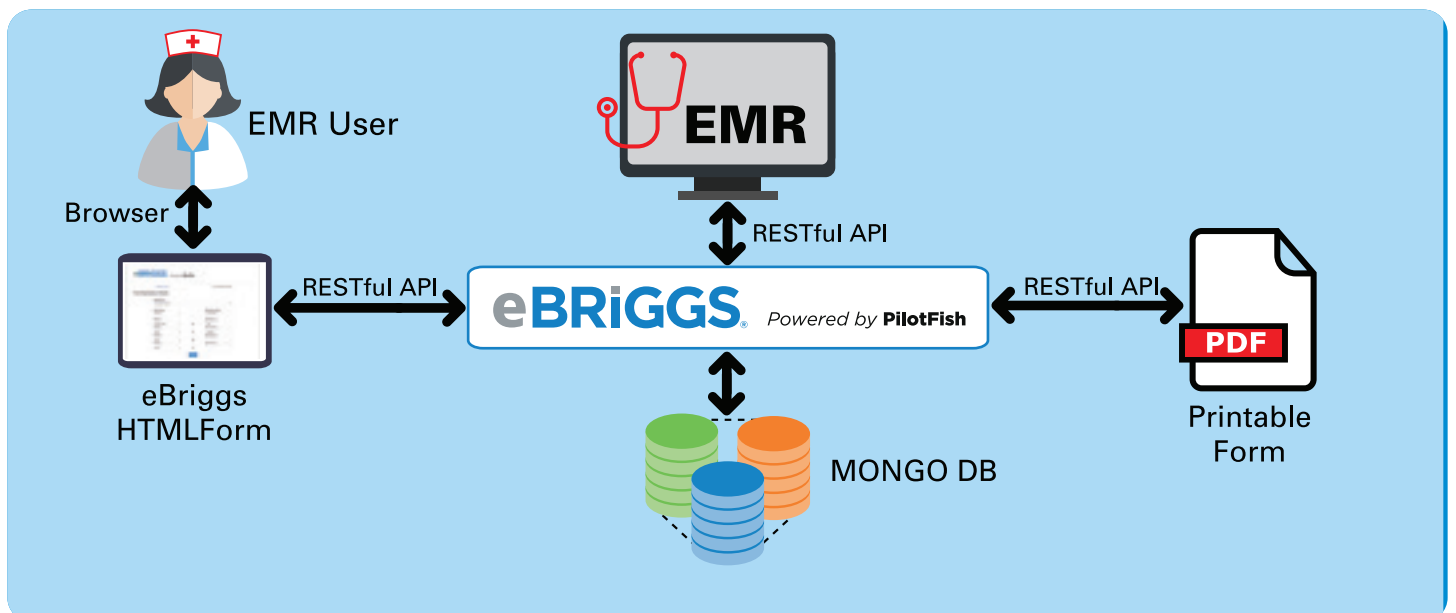 EMR User
EMR
Browser
RESTful API
RESTful API
eBRiGGS® Powered by PilotFish
RESTful API
PDF
eBriggs
HTMLForm
Printable
Form
MONGO DB